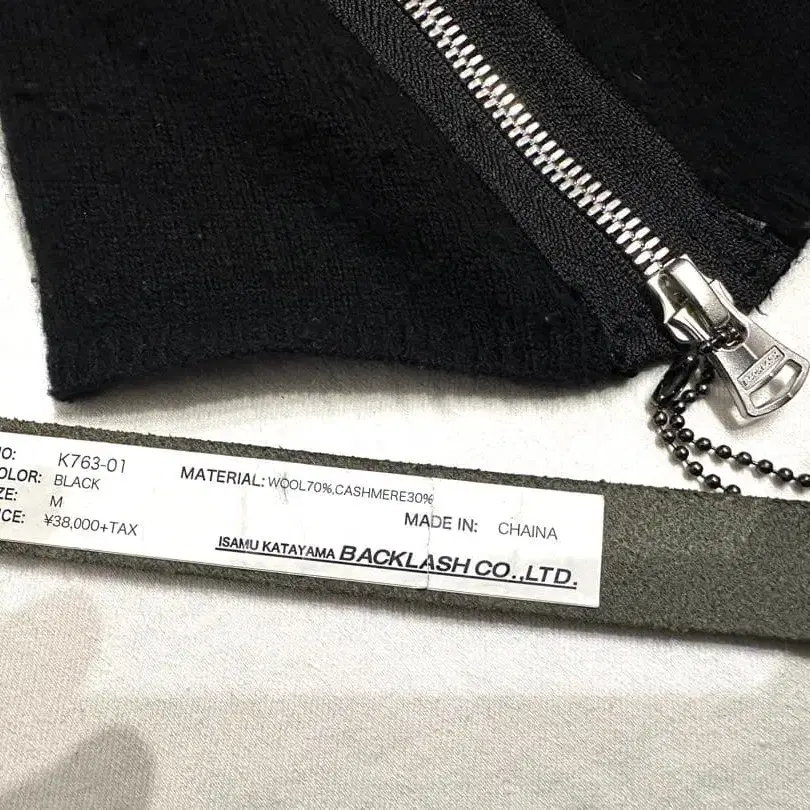 NO: K763-01
COLOR: BLACK
SIZE: M
PRICE: ¥38,000+TAX
MATERIAL: WOOL70%,CASHMERE30%
MADE IN: CHAINA
ISAMU KATAYAMA BACKLASH CO.,LTD.